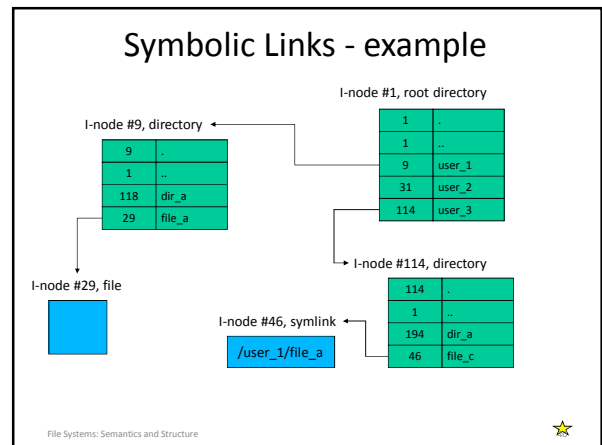 Symbolic Links - example
I-node #1, root directory
1 .
1 ..
9 user_1
31 user_2
114 user_3
I-node #9, directory
9 .
1 ..
118 dir_a
29 file_a
I-node #29, file
I-node #114, directory
114 .
1 ..
194 dir_a
46 file_c
I-node #46, symlink
/user_1/file_a
File Systems: Semantics and Structure